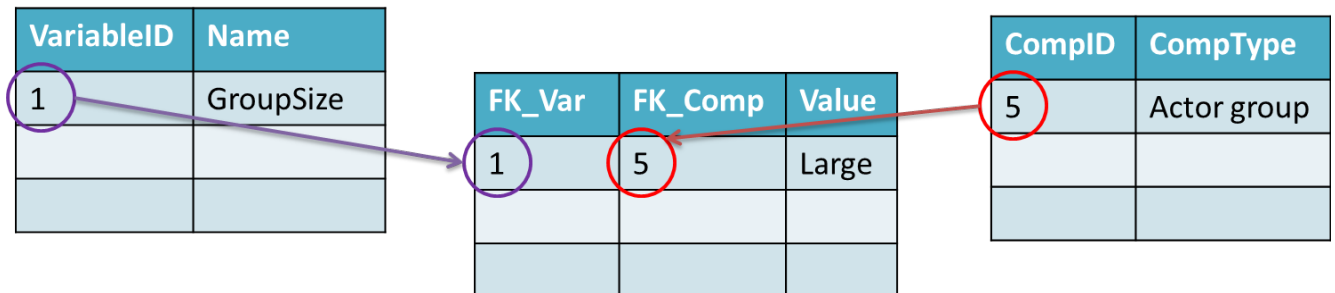 VariableID Name
1 GroupSize
FK_Var FK_Comp Value
1 5 Large
CompID CompType
5 Actor group